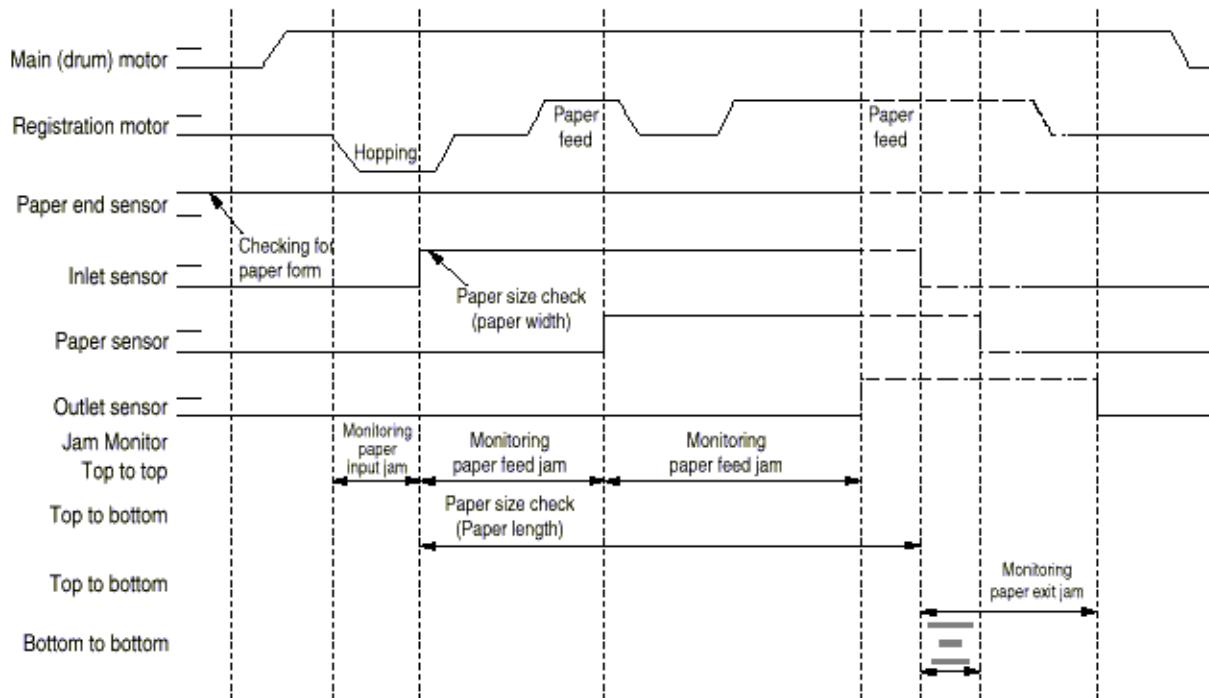 Main (drum) motor
Registration motor
Hopping
Paper
feed
Paper
feed
Paper end sensor
Checking for
paper form
Inlet sensor
Paper size check
(paper width)
Paper sensor
Outlet sensor
Jam Monitor
Top to top
Monitoring
paper
input jam
Monitoring
paper feed jam
Monitoring
paper feed jam
Top to bottom
Paper size check
(Paper length)
Top to bottom
Monitoring
paper exit jam
Bottom to bottom